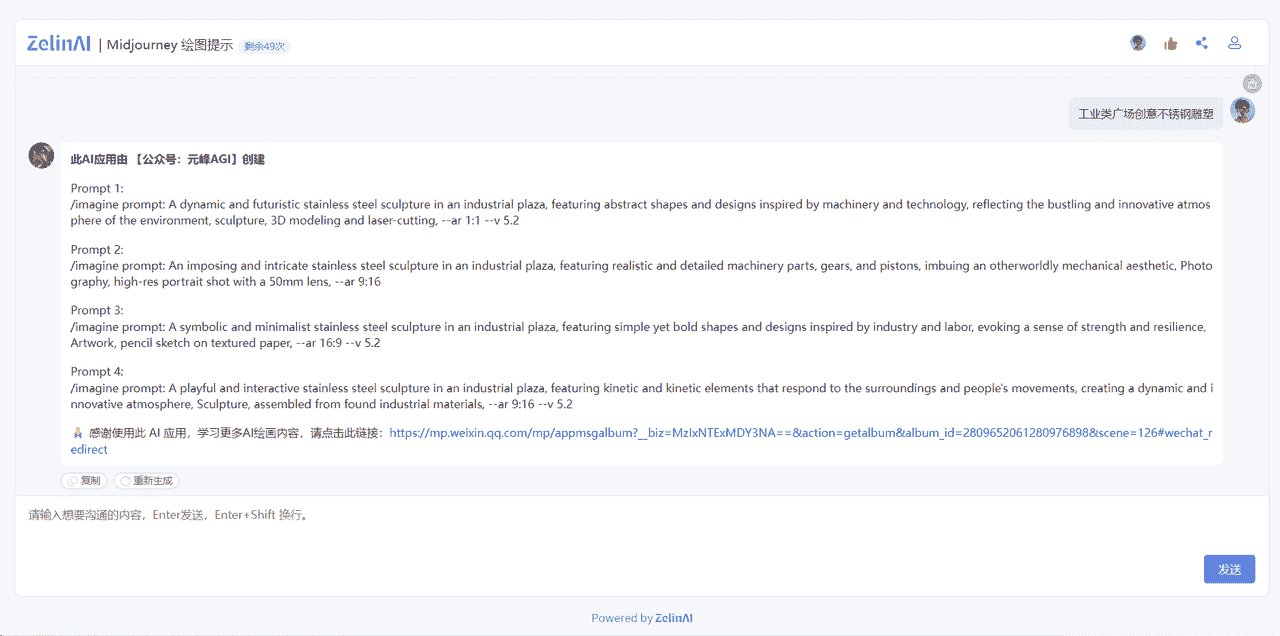 ZelinAI | Midjourney 绘图提示 剩余49次
工业类广场创意不锈钢雕塑
此AI应用由 【公众号：元峰AGI】创建
Prompt 1:
/imagine prompt: A dynamic and futuristic stainless steel sculpture in an industrial plaza, featuring abstract shapes and designs inspired by machinery and technology, reflecting the bustling and innovative atmos
phere of the environment, sculpture, 3D modeling and laser-cutting, --ar 1:1 --v 5.2
Prompt 2:
/imagine prompt: An imposing and intricate stainless steel sculpture in an industrial plaza, featuring realistic and detailed machinery parts, gears, and pistons, imbuing an otherworldly mechanical aesthetic, Photo
graphy, high-res portrait shot with a 50mm lens, --ar 9:16
Prompt 3:
/imagine prompt: A symbolic and minimalist stainless steel sculpture in an industrial plaza, featuring simple yet bold shapes and designs inspired by industry and labor, evoking a sense of strength and resilience,
Artwork, pencil sketch on textured paper, --ar 16:9 --v 5.2
Prompt 4:
/imagine prompt: A playful and interactive stainless steel sculpture in an industrial plaza, featuring kinetic and kinetic elements that respond to the surroundings and people's movements, creating a dynamic and i
nnovative atmosphere, Sculpture, assembled from found industrial materials, --ar 9:16 --v 5.2
感谢使用此 AI 应用，学习更多AI绘画内容，请点击此链接：https://mp.weixin.qq.com/mp/appmsgalbum?__biz=MzIxNTExMDY3NA==&action=getalbum&album_id=2809652061280976898&scene=126#wechat_r
edirect
复制 重新生成
请输入想要沟通的内容，Enter发送，Enter+Shift 换行。
发送
Powered by ZelinAI